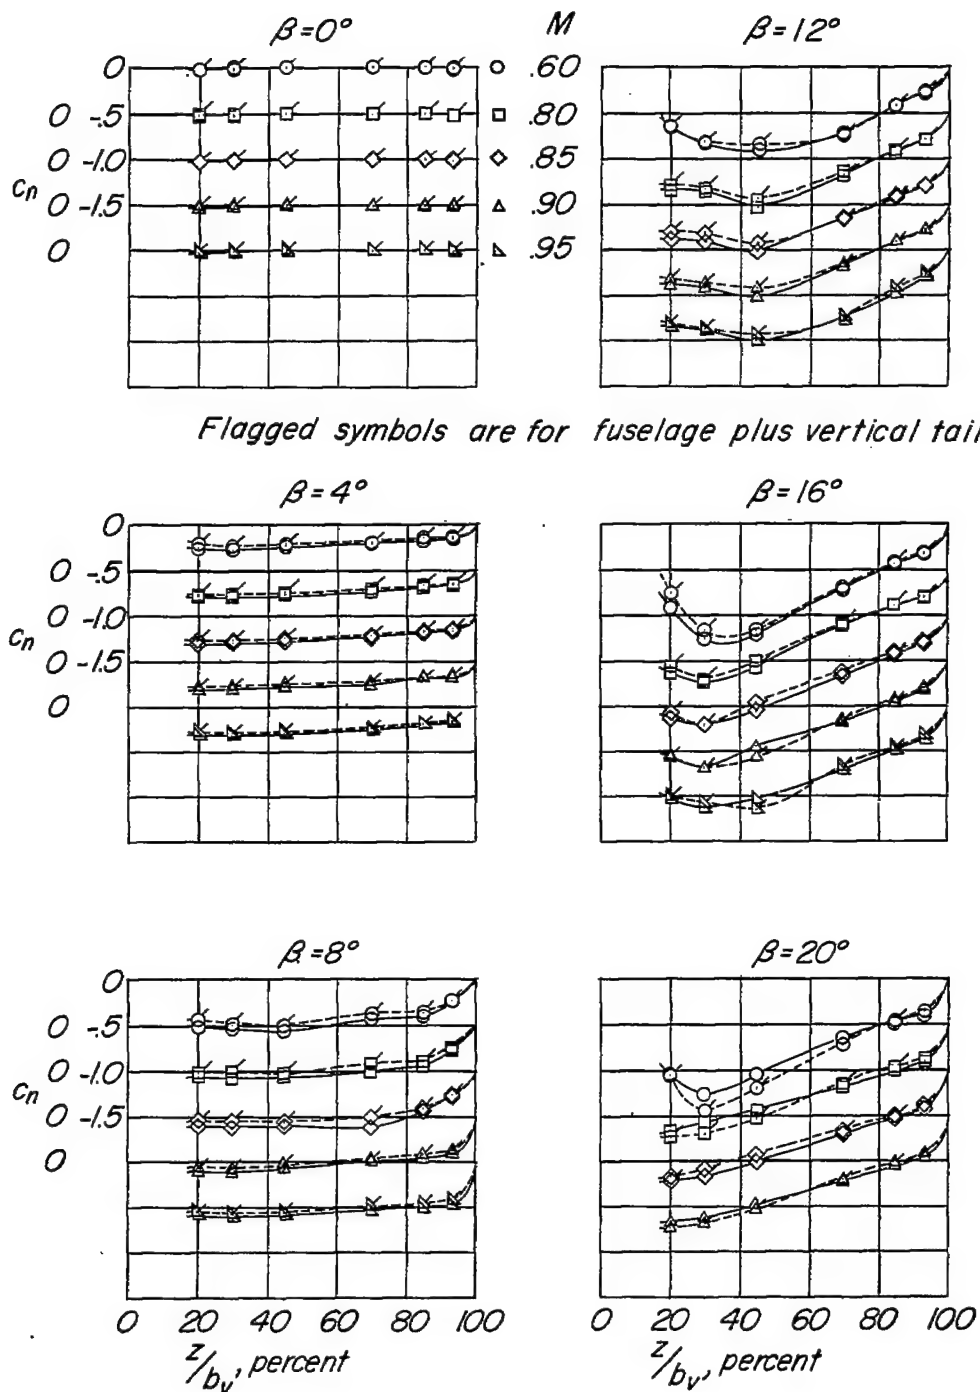 β=0° M β=12°
0 .60
0 -.5 .80
0 -1.0 .85
cn 0 -1.5 .90
0 .95
Flagged symbols are for fuselage plus vertical tail
β=4° β=16°
0
0 -.5
0 -1.0
cn 0 -1.5
0
β=8° β=20°
0
0 -.5
0 -1.0
cn 0 -1.5
0
0 20 40 60 80 100 0 20 40 60 80 100
z/bv, percent z/bv, percent